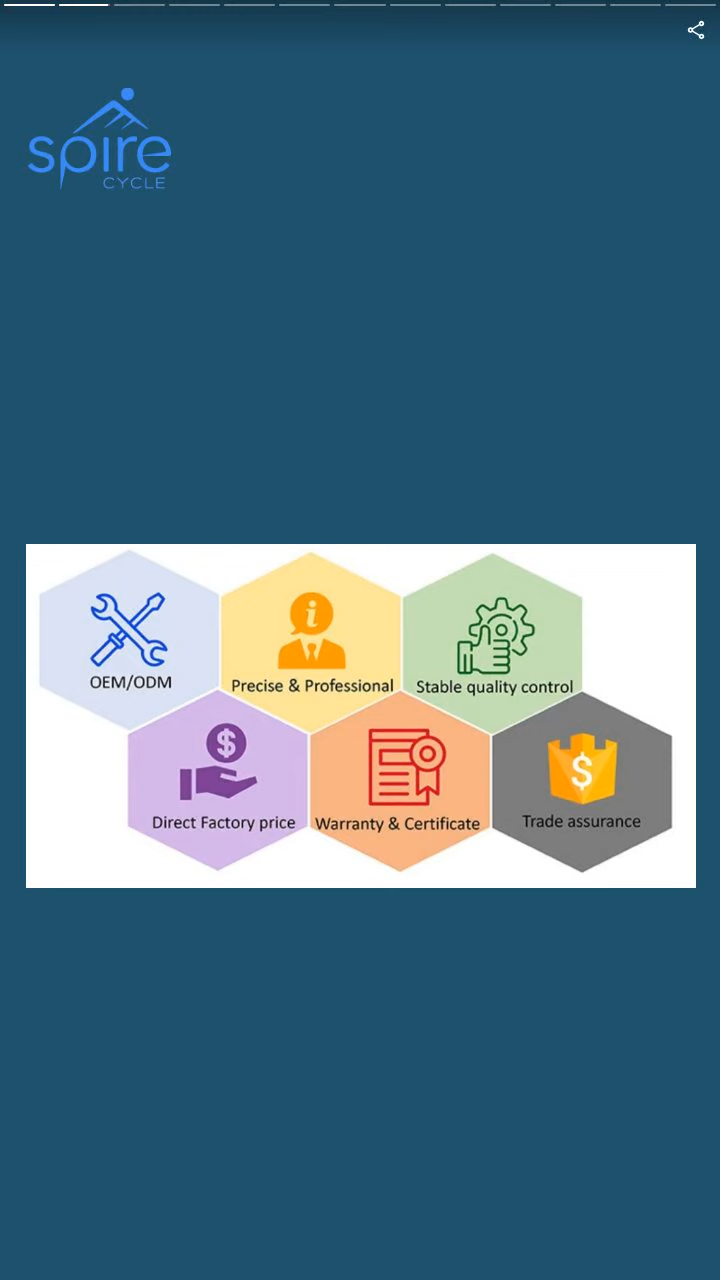 spire
CYCLE
OEM/ODM
Precise & Professional
Stable quality control
Direct Factory price
Warranty & Certificate
Trade assurance